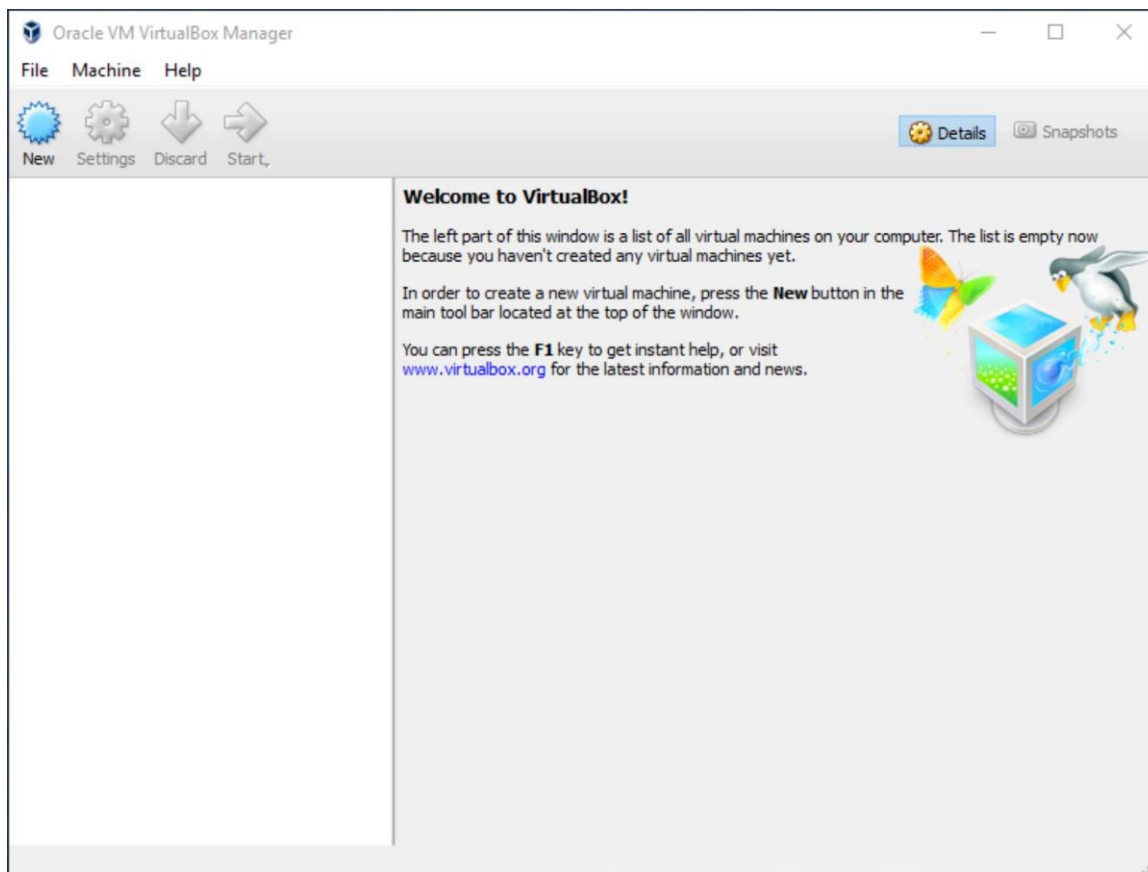 Oracle VM VirtualBox Manager
File Machine Help
New Settings Discard Start
Details Snapshots
Welcome to VirtualBox!
The left part of this window is a list of all virtual machines on your computer. The list is empty now
because you haven't created any virtual machines yet.
In order to create a new virtual machine, press the New button in the
main tool bar located at the top of the window.
You can press the F1 key to get instant help, or visit
www.virtualbox.org for the latest information and news.